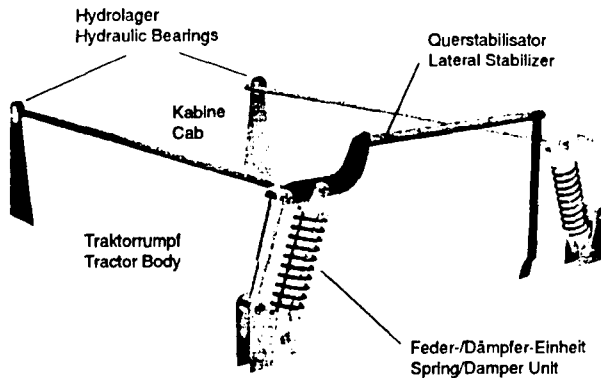 Hydrolager
Hydraulic Bearings
Querstabilisator
Lateral Stabilizer
Kabine
Cab
Traktorrumpf
Tractor Body
Feder-/Dämpfer-Einheit
Spring/Damper Unit